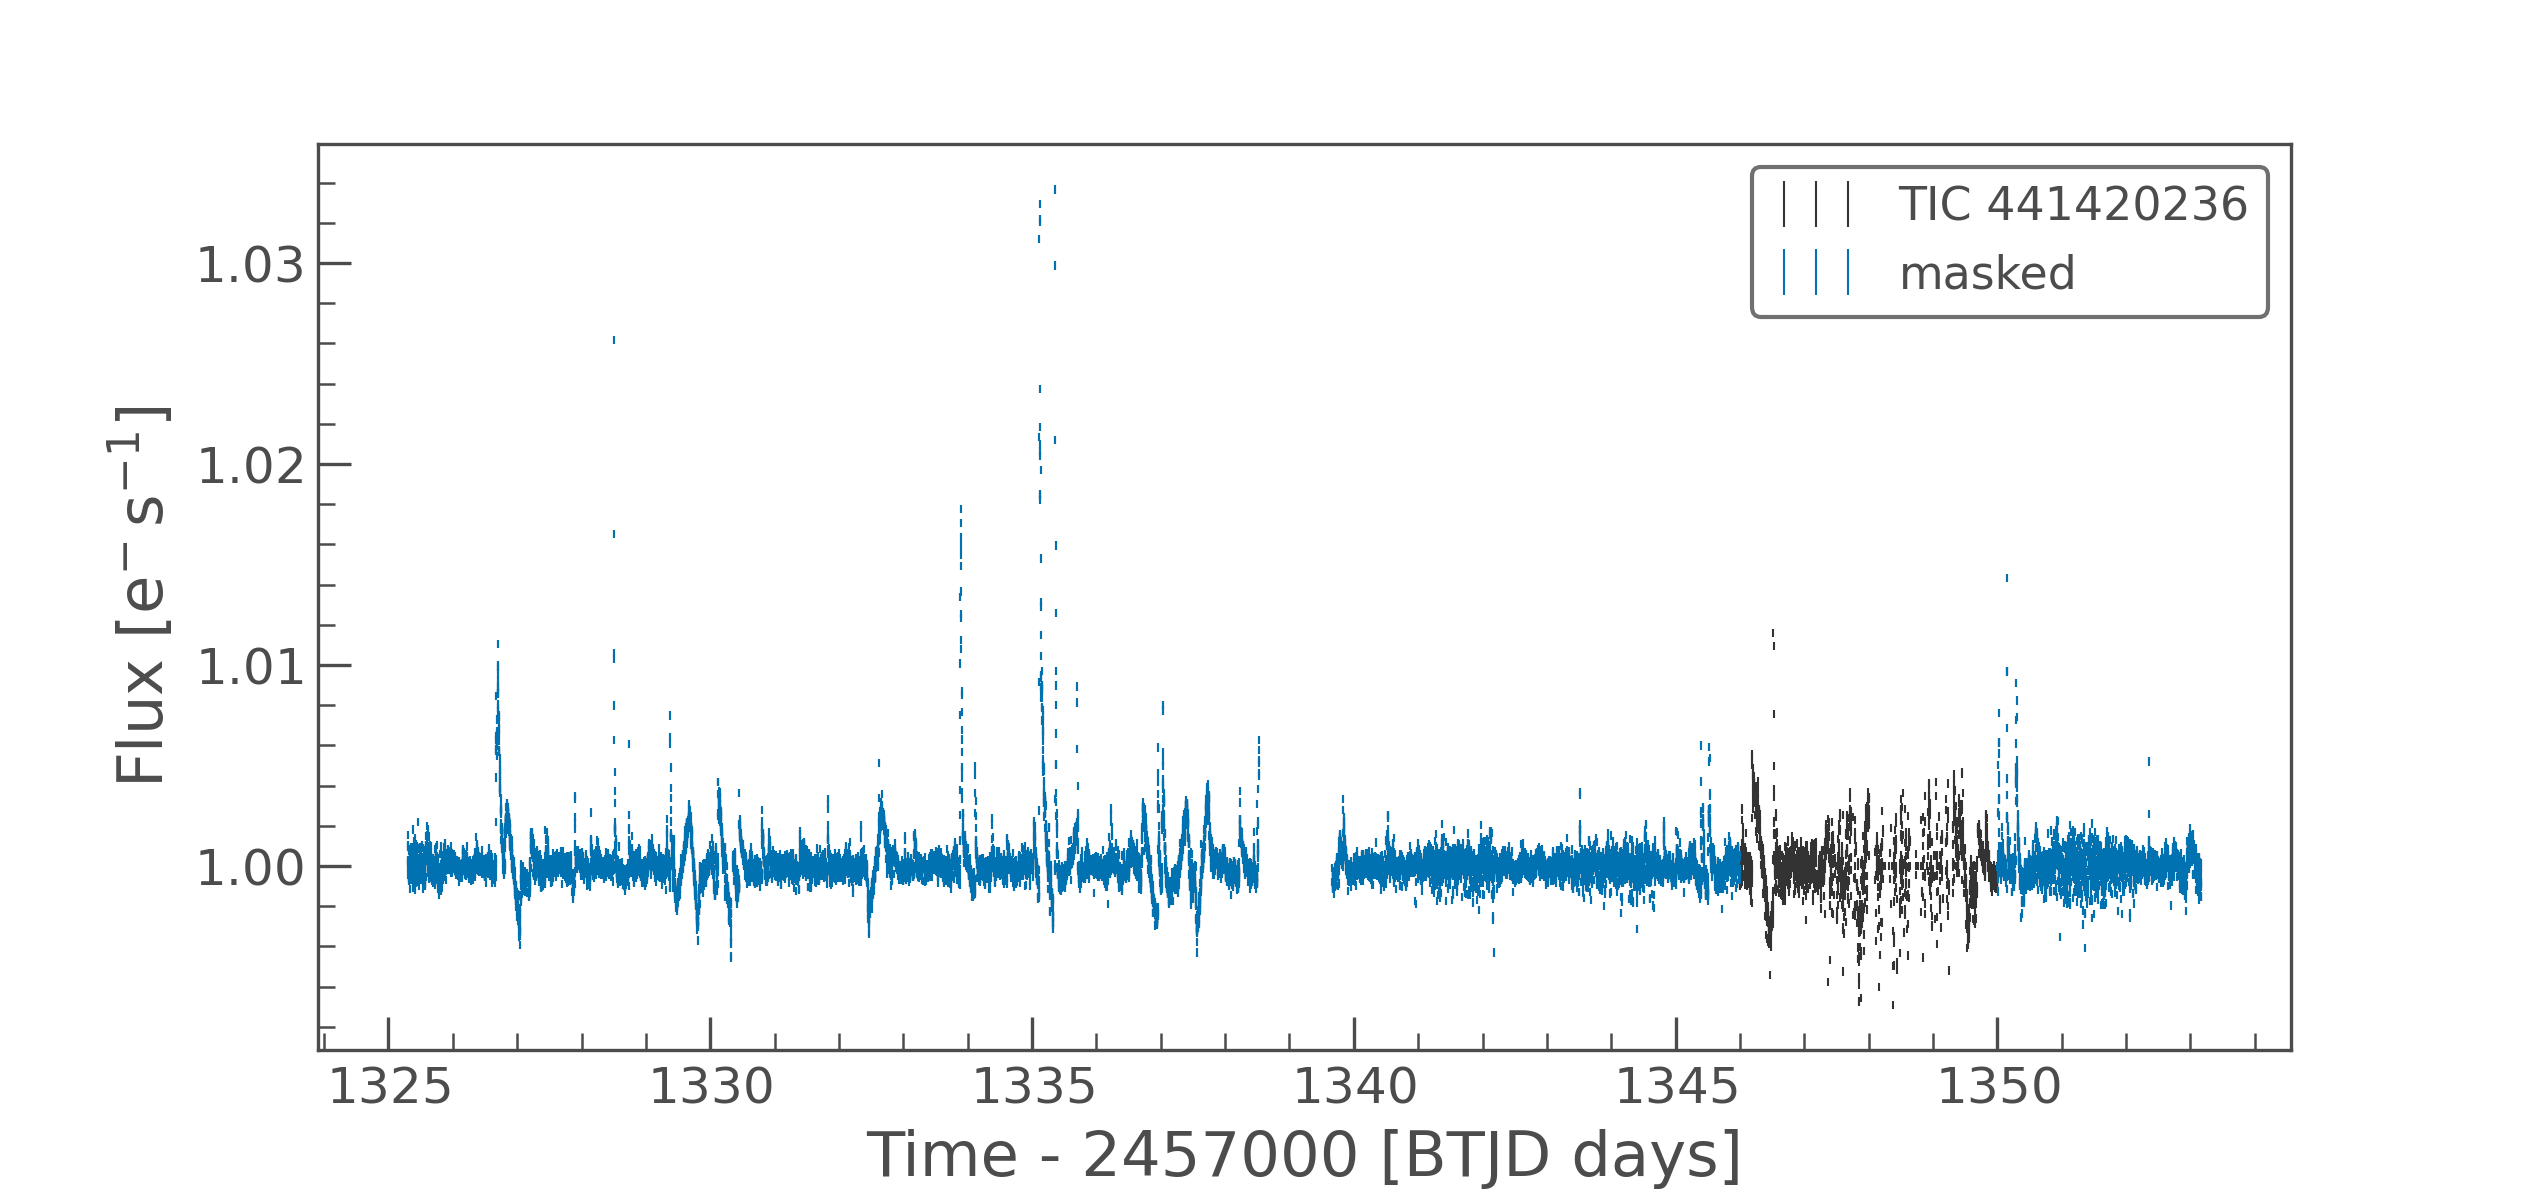 TIC 441420236
masked
1.03
1.02
1.01
1.00
Flux [e⁻ s⁻¹]
1325 1330 1335 1340 1345 1350
Time - 2457000 [BTJD days]